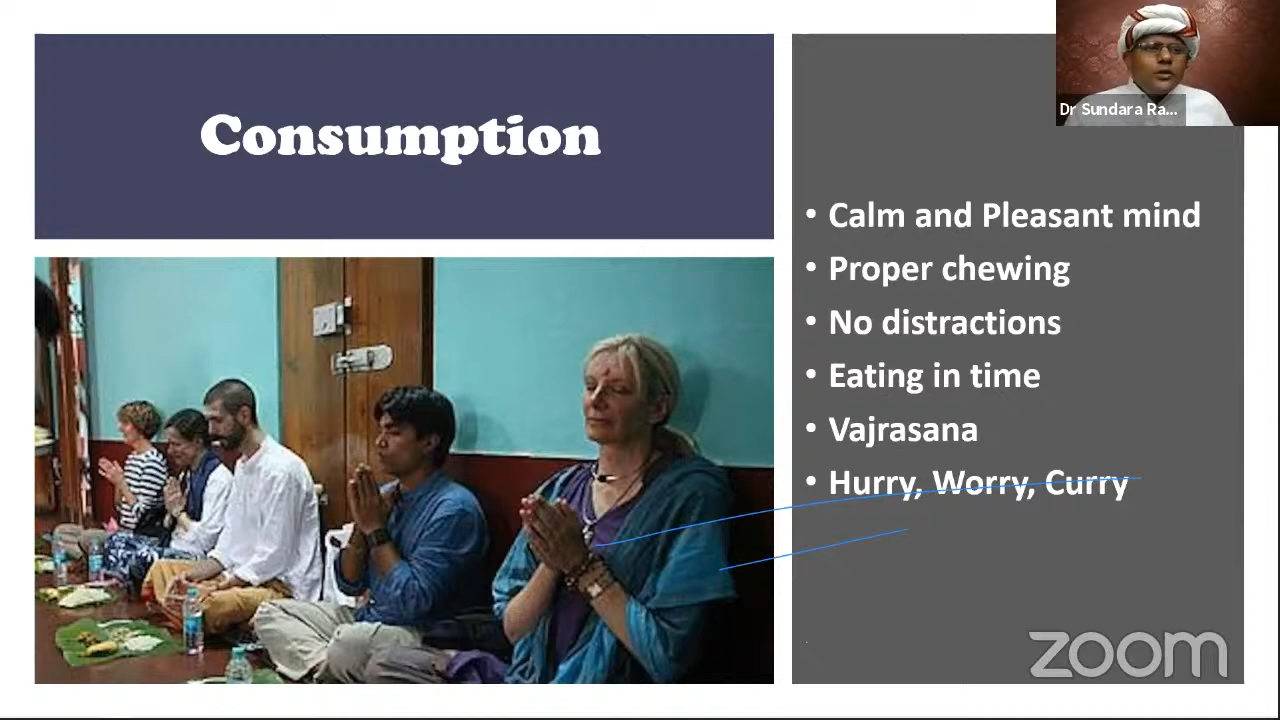 Consumption
Dr Sundara Ra...
• Calm and Pleasant mind
• Proper chewing
• No distractions
• Eating in time
• Vajrasana
• Hurry, Worry, Curry
zoom